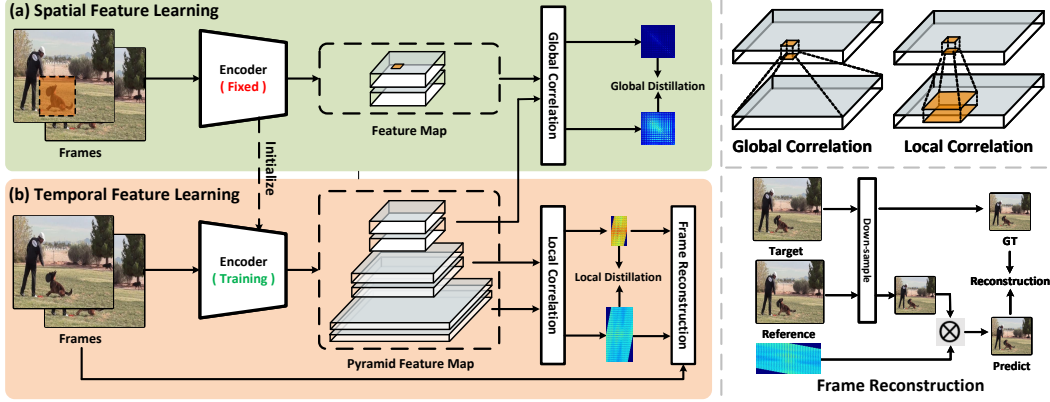 (a) Spatial Feature Learning
Frames
Encoder
( Fixed )
Feature Map
Global Correlation
Global Distillation
Initialize
(b) Temporal Feature Learning
Frames
Encoder
( Training )
Pyramid Feature Map
Local Correlation
Local Distillation
Frame Reconstruction
Global Correlation
Local Correlation
Target
Down-sample
GT
Reconstruction
Reference
Predict
Frame Reconstruction